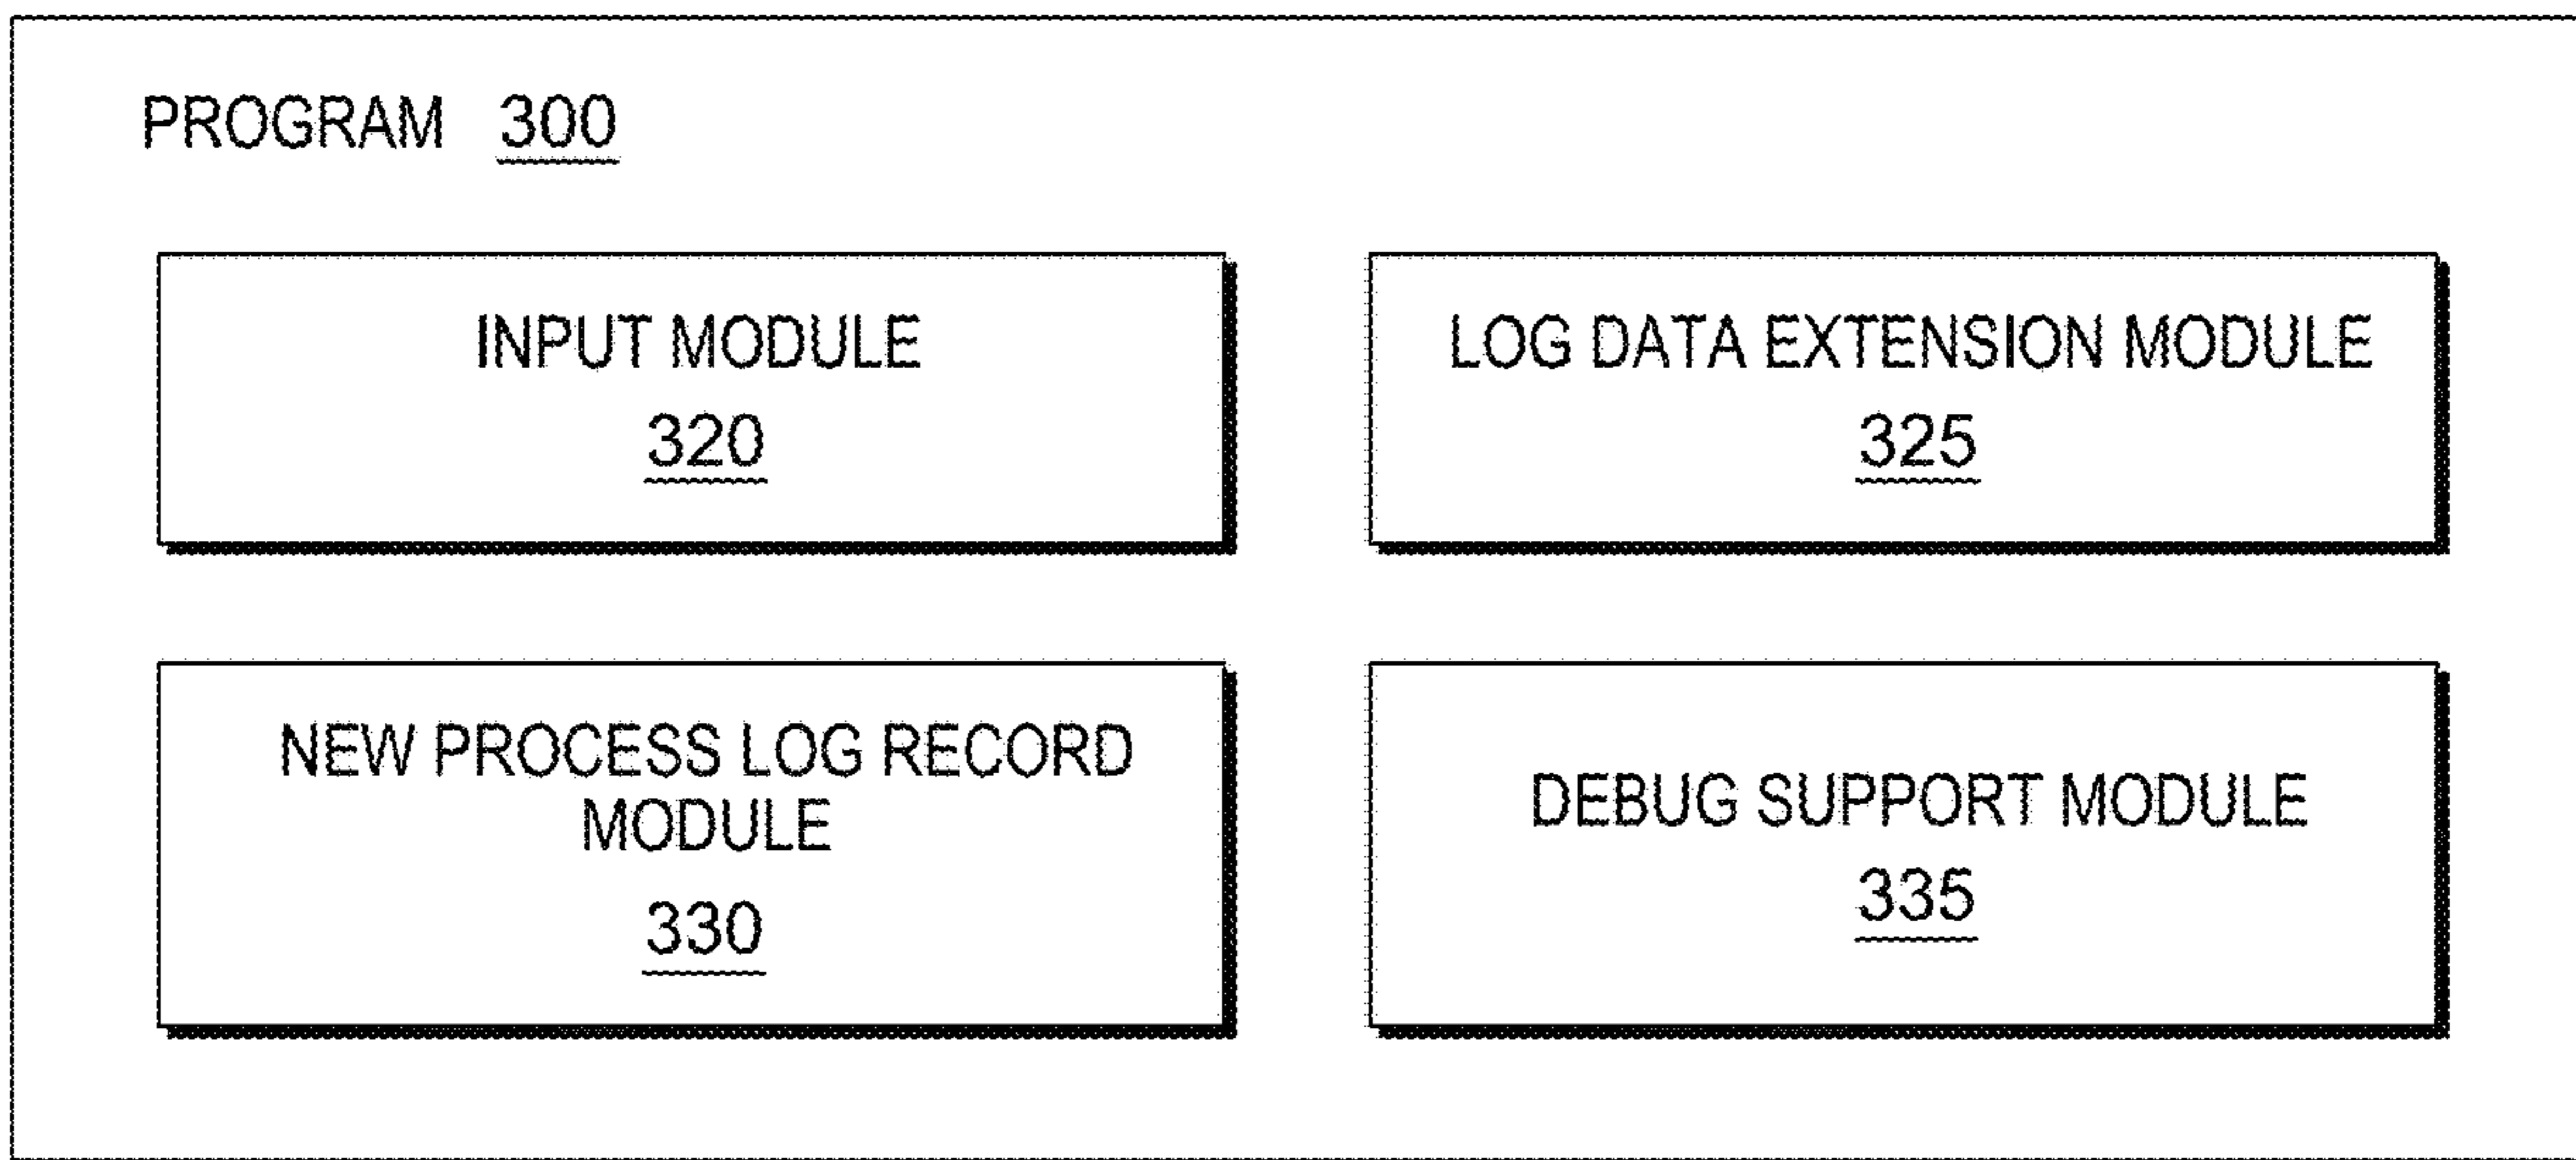 PROGRAM 300
INPUT MODULE
320
LOG DATA EXTENSION MODULE
325
NEW PROCESS LOG RECORD
MODULE
330
DEBUG SUPPORT MODULE
335